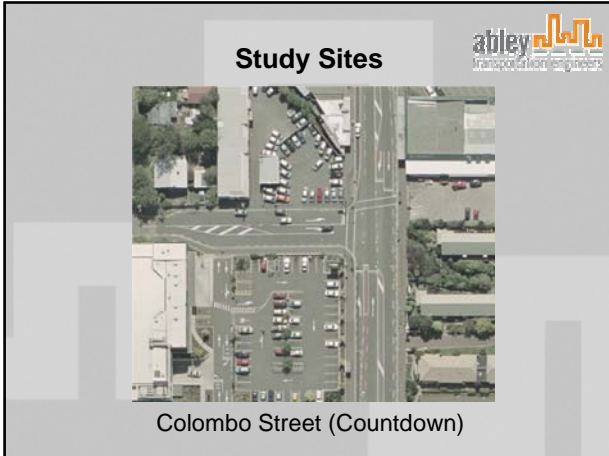 Study Sites
abley
transportation engineers
Colombo Street (Countdown)